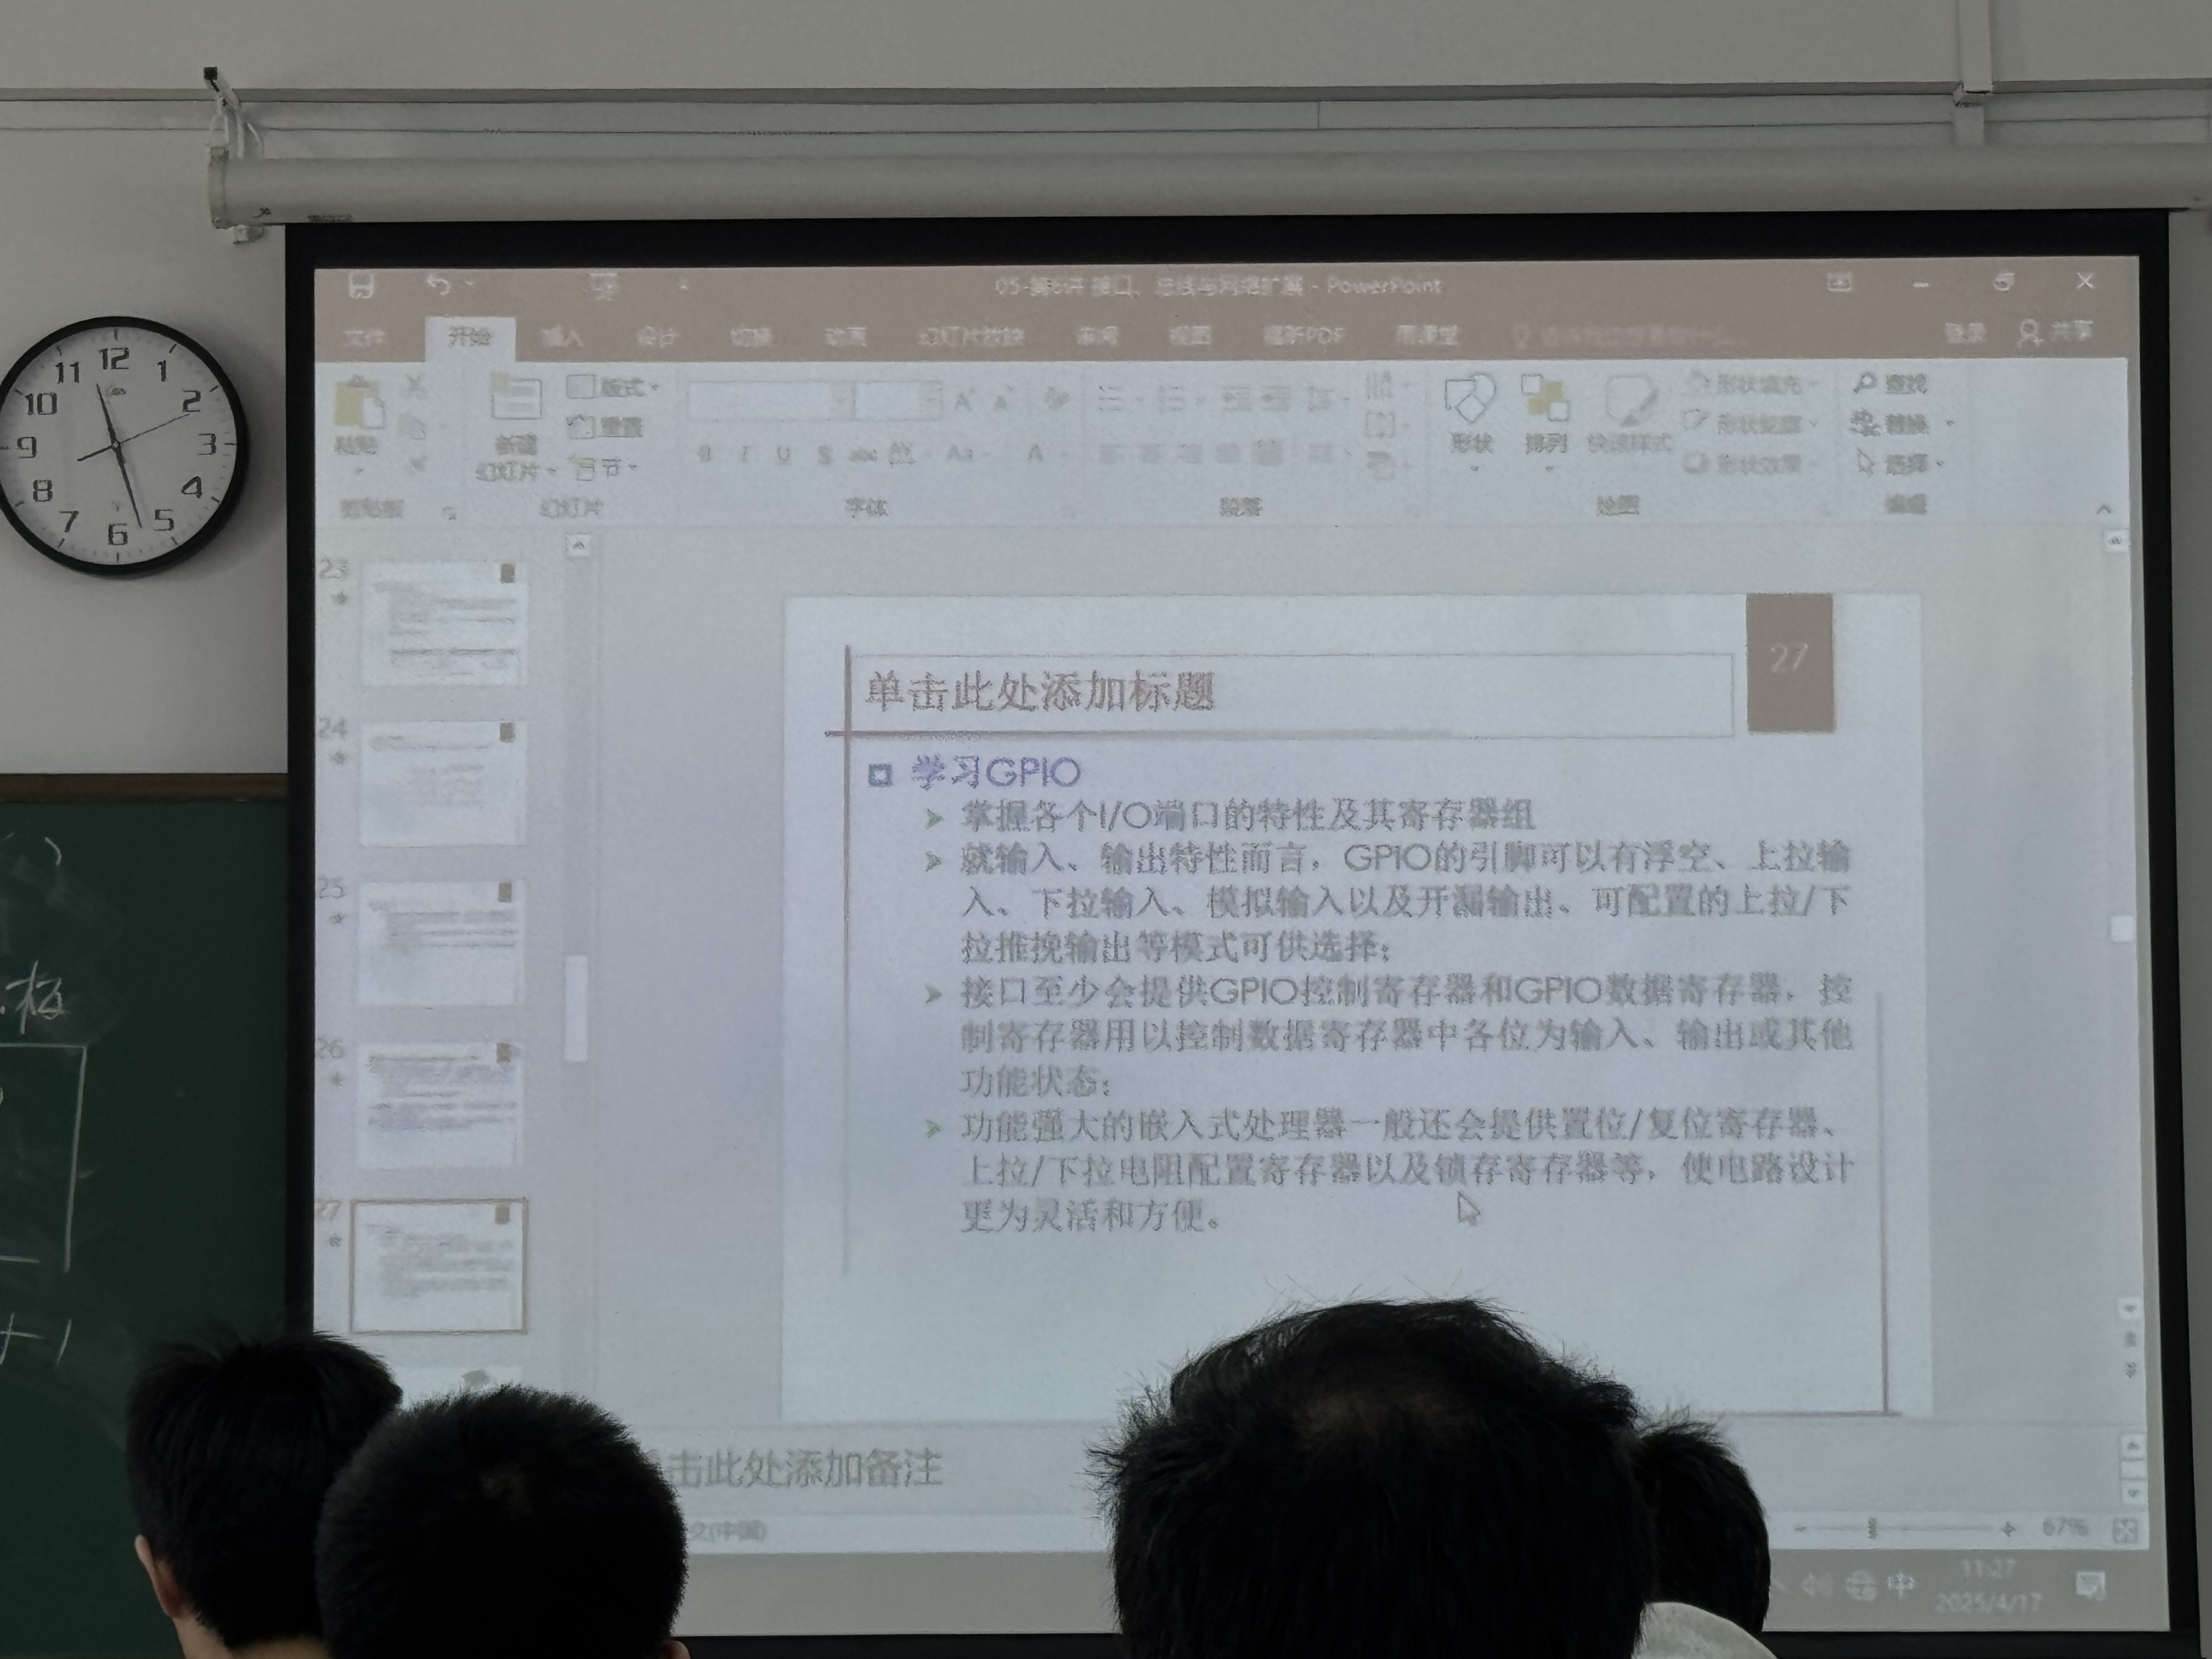 05-第6讲 接口、总线与网络扩展 - PowerPoint
文件 开始 插入 设计 切换 动画 幻灯片放映 审阅 视图 登录 共享
粘贴 新建 幻灯片 版式 重置 节 形状 排列 快速样式 形状填充 形状轮廓 形状效果 查找 替换 选择
剪贴板 幻灯片 字体 段落 绘图 编辑
12
1
2
3
4
5
6
7
8
9
10
11
23
24
25
26
27
27
单击此处添加标题
学习GPIO
掌握各个I/O端口的特性及其寄存器组
就输入、输出特性而言，GPIO的引脚可以有浮空、上拉输
入、下拉输入、模拟输入以及开漏输出、可配置的上拉/下
拉推挽输出等模式可供选择；
接口至少会提供GPIO控制寄存器和GPIO数据寄存器，控
制寄存器用以控制数据寄存器中各位为输入、输出或其他
功能状态；
功能强大的嵌入式处理器一般还会提供置位/复位寄存器、
上拉/下拉电阻配置寄存器以及锁存寄存器等，使电路设计
更为灵活和方便。
击此处添加备注
(中国)
67%
中
11:27
2025/4/17
板